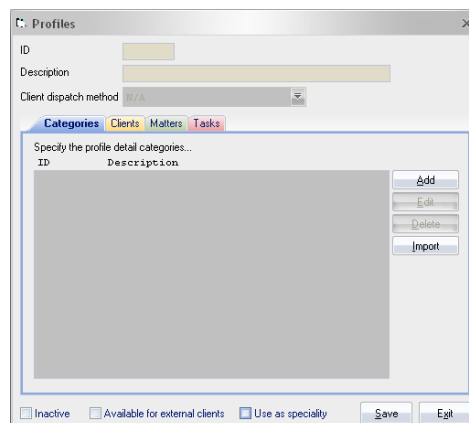 Profiles
ID
Description
Client dispatch method N/A
Categories Clients Matters Tasks
Specify the profile detail categories...
ID Description
Add
Edit
Delete
Import
Inactive Available for external clients Use as speciality Save Exit